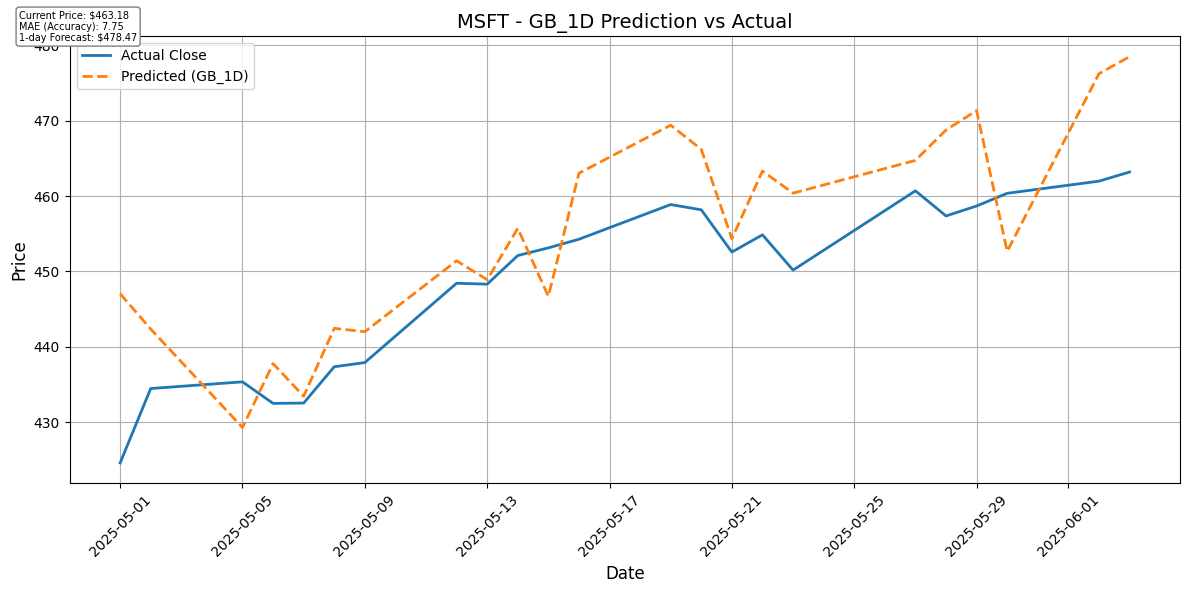 MSFT - GB_1D Prediction vs Actual
Current Price: $463.18
MAE (Accuracy): 7.75
1-day Forecast: $478.47
Actual Close
Predicted (GB_1D)
Price
480
470
460
450
440
430
2025-05-01
2025-05-05
2025-05-09
2025-05-13
2025-05-17
2025-05-21
2025-05-25
2025-05-29
2025-06-01
Date